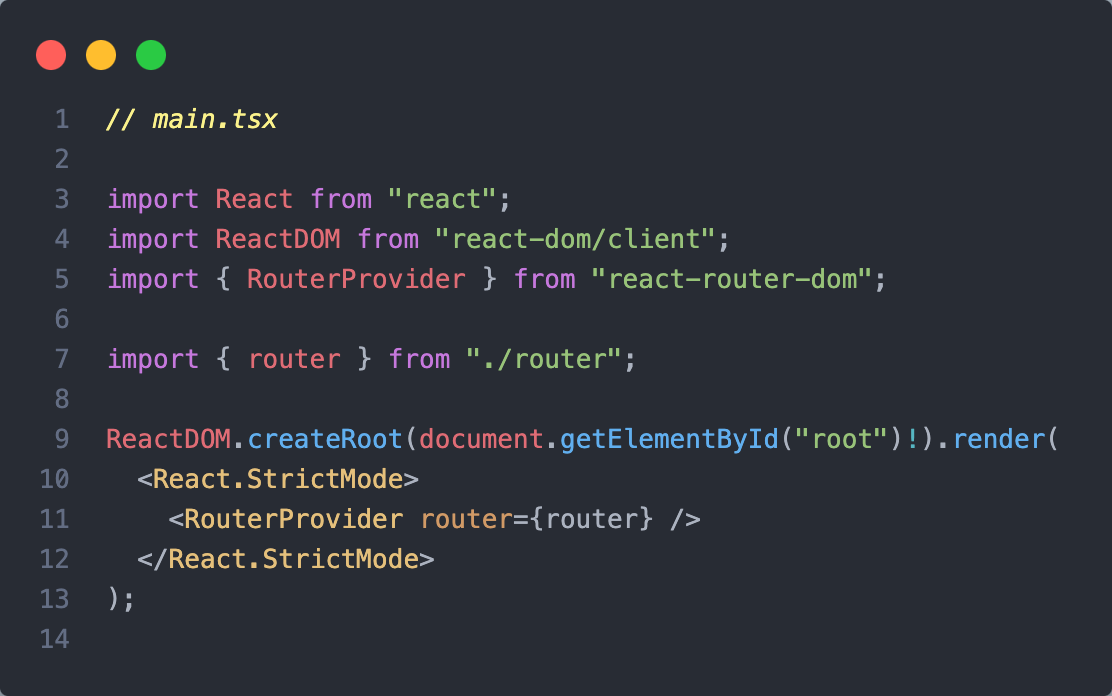 1 // main.tsx
2
3 import React from "react";
4 import ReactDOM from "react-dom/client";
5 import { RouterProvider } from "react-router-dom";
6
7 import { router } from "./router";
8
9 ReactDOM.createRoot(document.getElementById("root")!).render(
10   <React.StrictMode>
11     <RouterProvider router={router} />
12   </React.StrictMode>
13 );
14